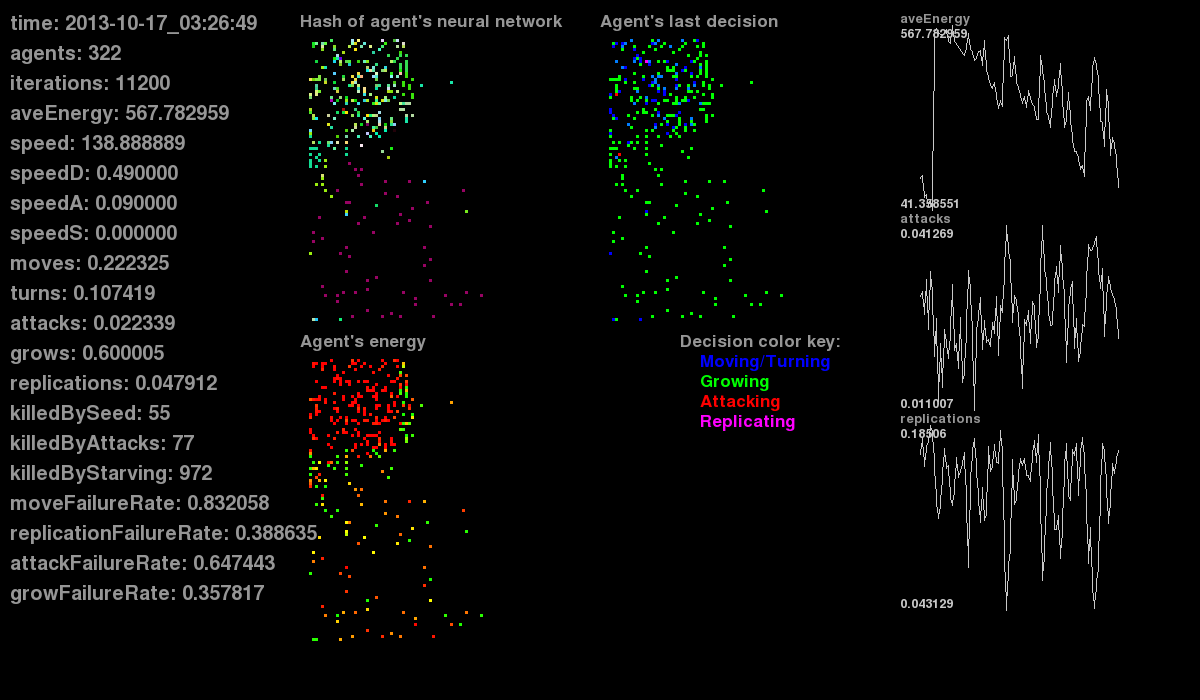 time: 2013-10-17_03:26:49
agents: 322
iterations: 11200
aveEnergy: 567.782959
speed: 138.888889
speedD: 0.490000
speedA: 0.090000
speedS: 0.000000
moves: 0.222325
turns: 0.107419
attacks: 0.022339
grows: 0.600005
replications: 0.047912
killedBySeed: 55
killedByAttacks: 77
killedByStarving: 972
moveFailureRate: 0.832058
replicationFailureRate: 0.388635
attackFailureRate: 0.647443
growFailureRate: 0.357817
Hash of agent's neural network
Agent's last decision
Agent's energy
Decision color key:
Moving/Turning
Growing
Attacking
Replicating
aveEnergy
567.782959
41.358551
attacks
0.041269
0.011007
replications
0.18506
0.043129